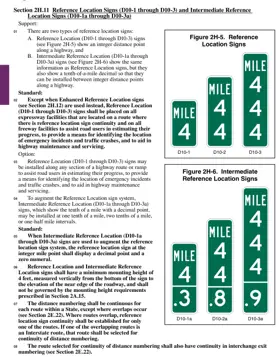 Section 2H.11 Reference Location Signs (D10-1 through D10-3) and Intermediate Reference
Location Signs (D10-1a through D10-3a)
Support:
There are two types of reference location signs:
A. Reference Location (D10-1 through D10-3) signs
(see Figure 2H-5) show an integer distance point
along a highway, and
Intermediate Reference Location (D10-1a through
D10-3a) signs (see Figure 2H-6) show the same
information as Reference Location signs, but they
also show a tenth of a mile decimal so that they
can be installed between integer distance points
along a highway.
Standard:
Except when Enhanced Reference Location signs
(see Section 2H.12) are used instead, Reference Location
(D10-1 through D10-3) signs shall be placed on all
expressway facilities that are located on a route where
there is reference location sign continuity and on all
freeway facilities to assist road users in estimating their
progress, to provide a means for identifying the location
of emergency incidents and traffic crashes, and to aid in
highway maintenance and servicing.
Option:
Reference Location (D10-1 through D10-3) signs may
be installed along any section of a highway route or ramp
to assist road users in estimating their progress, to provide
a means for identifying the location of emergency incidents
and traffic crashes, and to aid in highway maintenance
and servicing.
To augment the Reference Location sign system,
Intermediate Reference Location (D10-1a through D10-3a)
signs, which show the tenth of a mile with a decimal point,
may be installed at one tenth of a mile, two tenths of a mile,
or one-half mile intervals.
Standard:
When Intermediate Reference Location (D10-1a
through D10-3a) signs are used to augment the reference
location sign system, the reference location sign at the
integer mile point shall display a decimal point and a
zero numeral.
Reference Location and Intermediate Reference
Location signs shall have a minimum mounting height of
4 feet, measured vertically from the bottom of the sign to
the elevation of the near edge of the roadway, and shall
not be governed by the mounting height requirements
prescribed in Section 2A.15.
The distance numbering shall be continuous for
each route within a State, except where overlaps occur
(see Section 2E.22). Where routes overlap, reference
location sign continuity shall be established for only
one of the routes. If one of the overlapping routes is
an Interstate route, that route shall be selected for
continuity of distance numbering.
The route selected for continuity of distance numbering shall also have continuity in interchange exit
numbering (see Section 2E.22).
Figure 2H-5. Reference
Location Signs
MILE
4
MILE
4
4
MILE
4
4
4
D10-1 D10-2 D10-3
Figure 2H-6. Intermediate
Reference Location Signs
MILE
4
.3
MILE
4
4
.8
MILE
4
4
4
.9
D10-1a D10-2a D10-3a